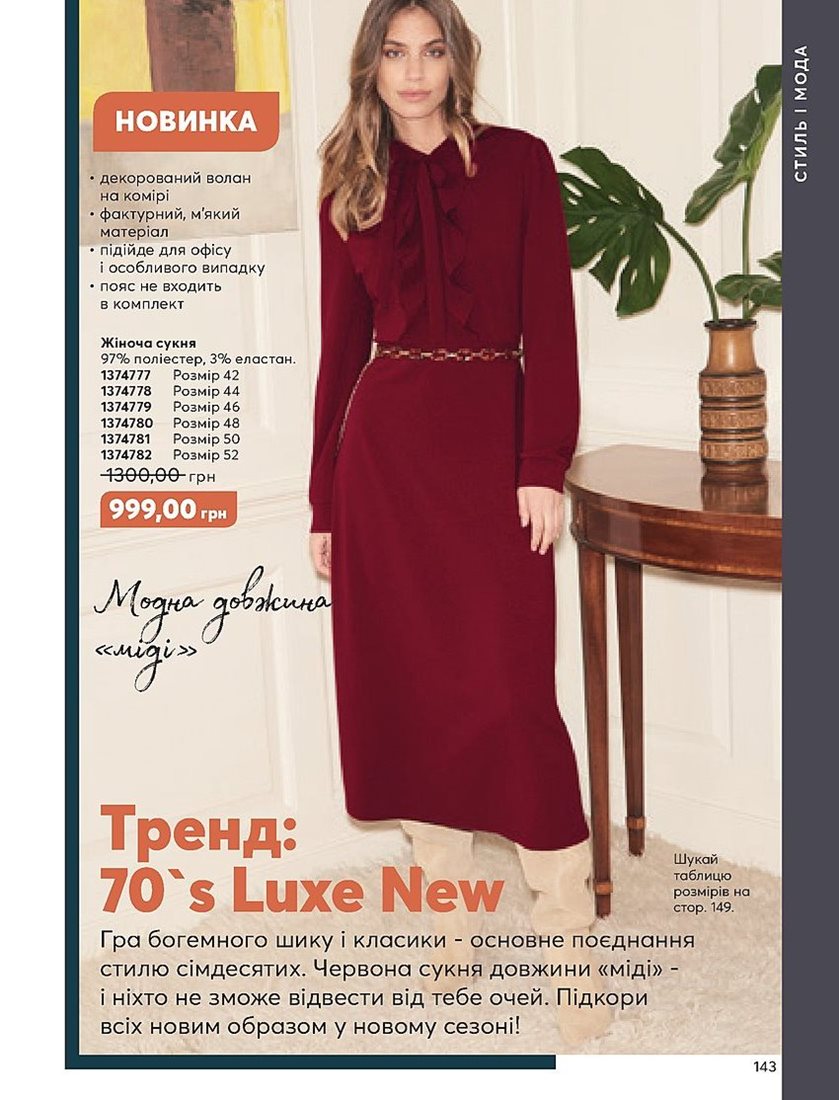 СТИЛЬ І МОДА
НОВИНКА
• декорований волан
на комірі
• фактурний, м'який
матеріал
• підійде для офісу
і особливого випадку
• пояс не входить
в комплект
Жіноча сукня
97% поліестер, 3% еластан.
1374777 Розмір 42
1374778 Розмір 44
1374779 Розмір 46
1374780 Розмір 48
1374781 Розмір 50
1374782 Розмір 52
1300,00 грн
999,00 грн
Модна довжина
«міді»
Тренд:
70`s Luxe New
Шукай
таблицю
розмірів на
стор. 149.
Гра богемного шику і класики - основне поєднання
стилю сімдесятих. Червона сукня довжини «міді» -
і ніхто не зможе відвести від тебе очей. Підкори
всіх новим образом у новому сезоні!
143